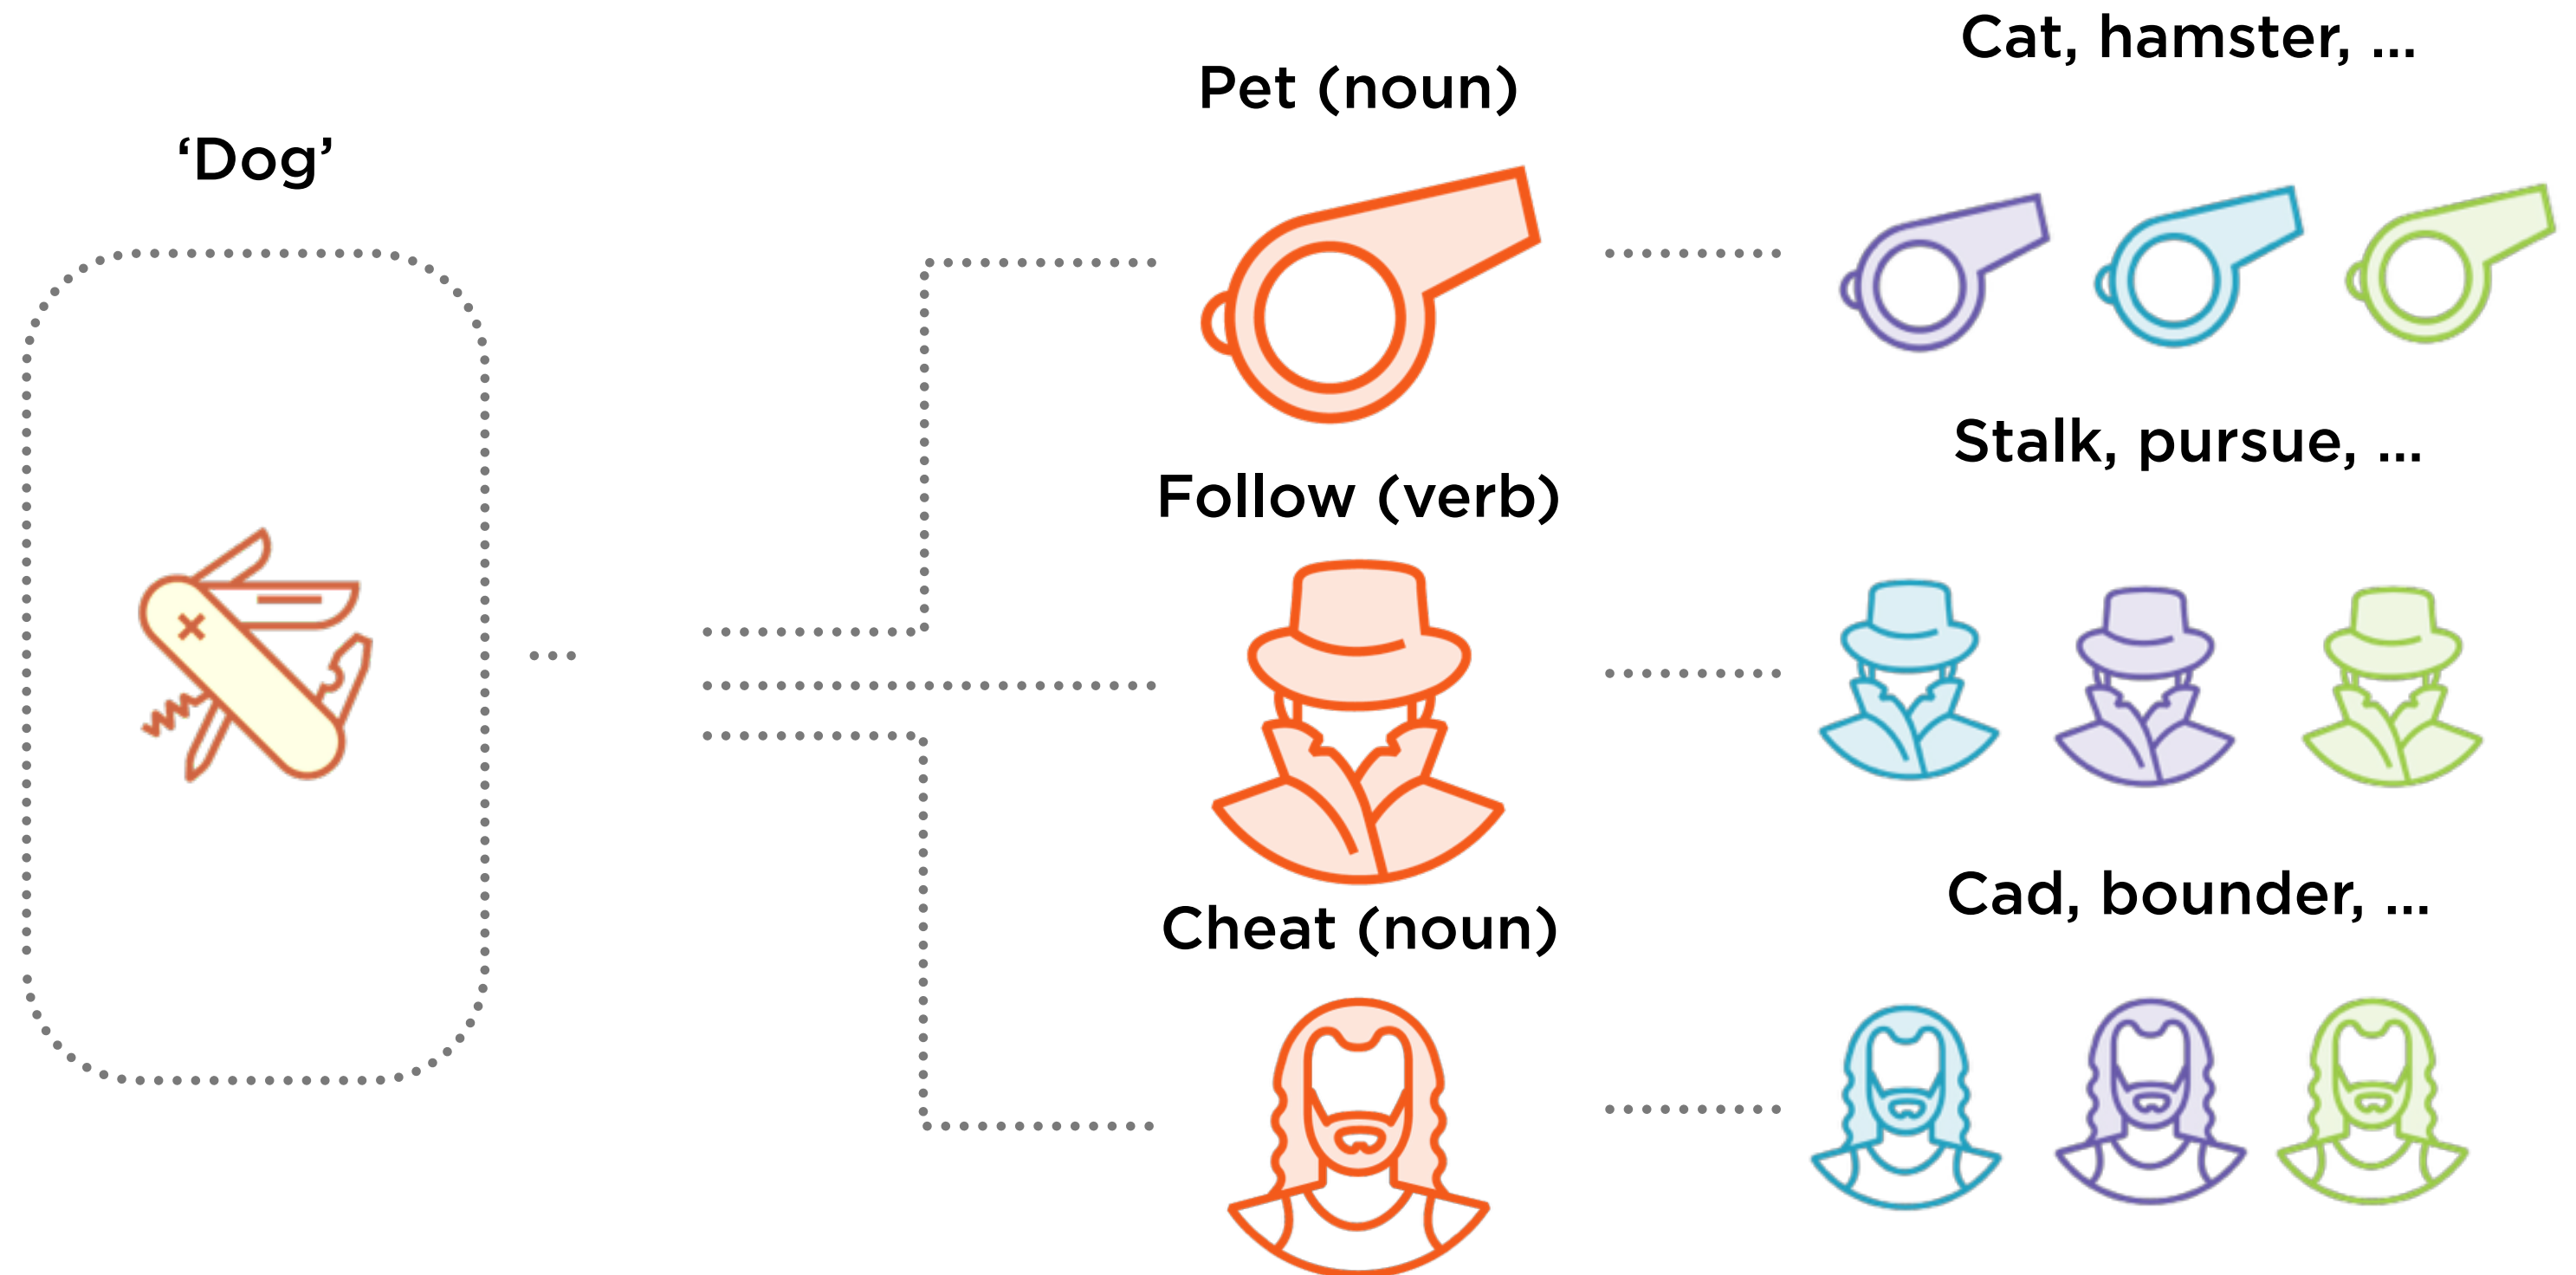 ‘Dog’
Pet (noun)
Cat, hamster, ...
Follow (verb)
Stalk, pursue, ...
Cheat (noun)
Cad, bounder, ...